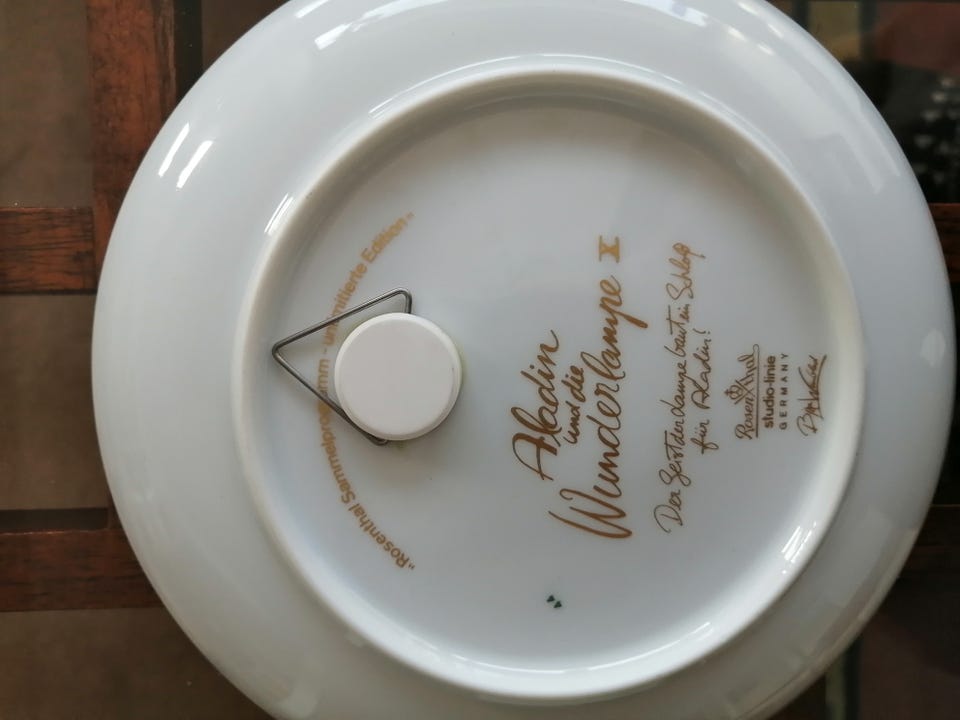 „Rosenthal Sammelprogramm - unlimitierte Edition“
Aladin
und die
Wunderlampe X
Der Geist der Lampe baut ein Schloß
für Aladin!
Rosenthal
studio-linie
GERMANY